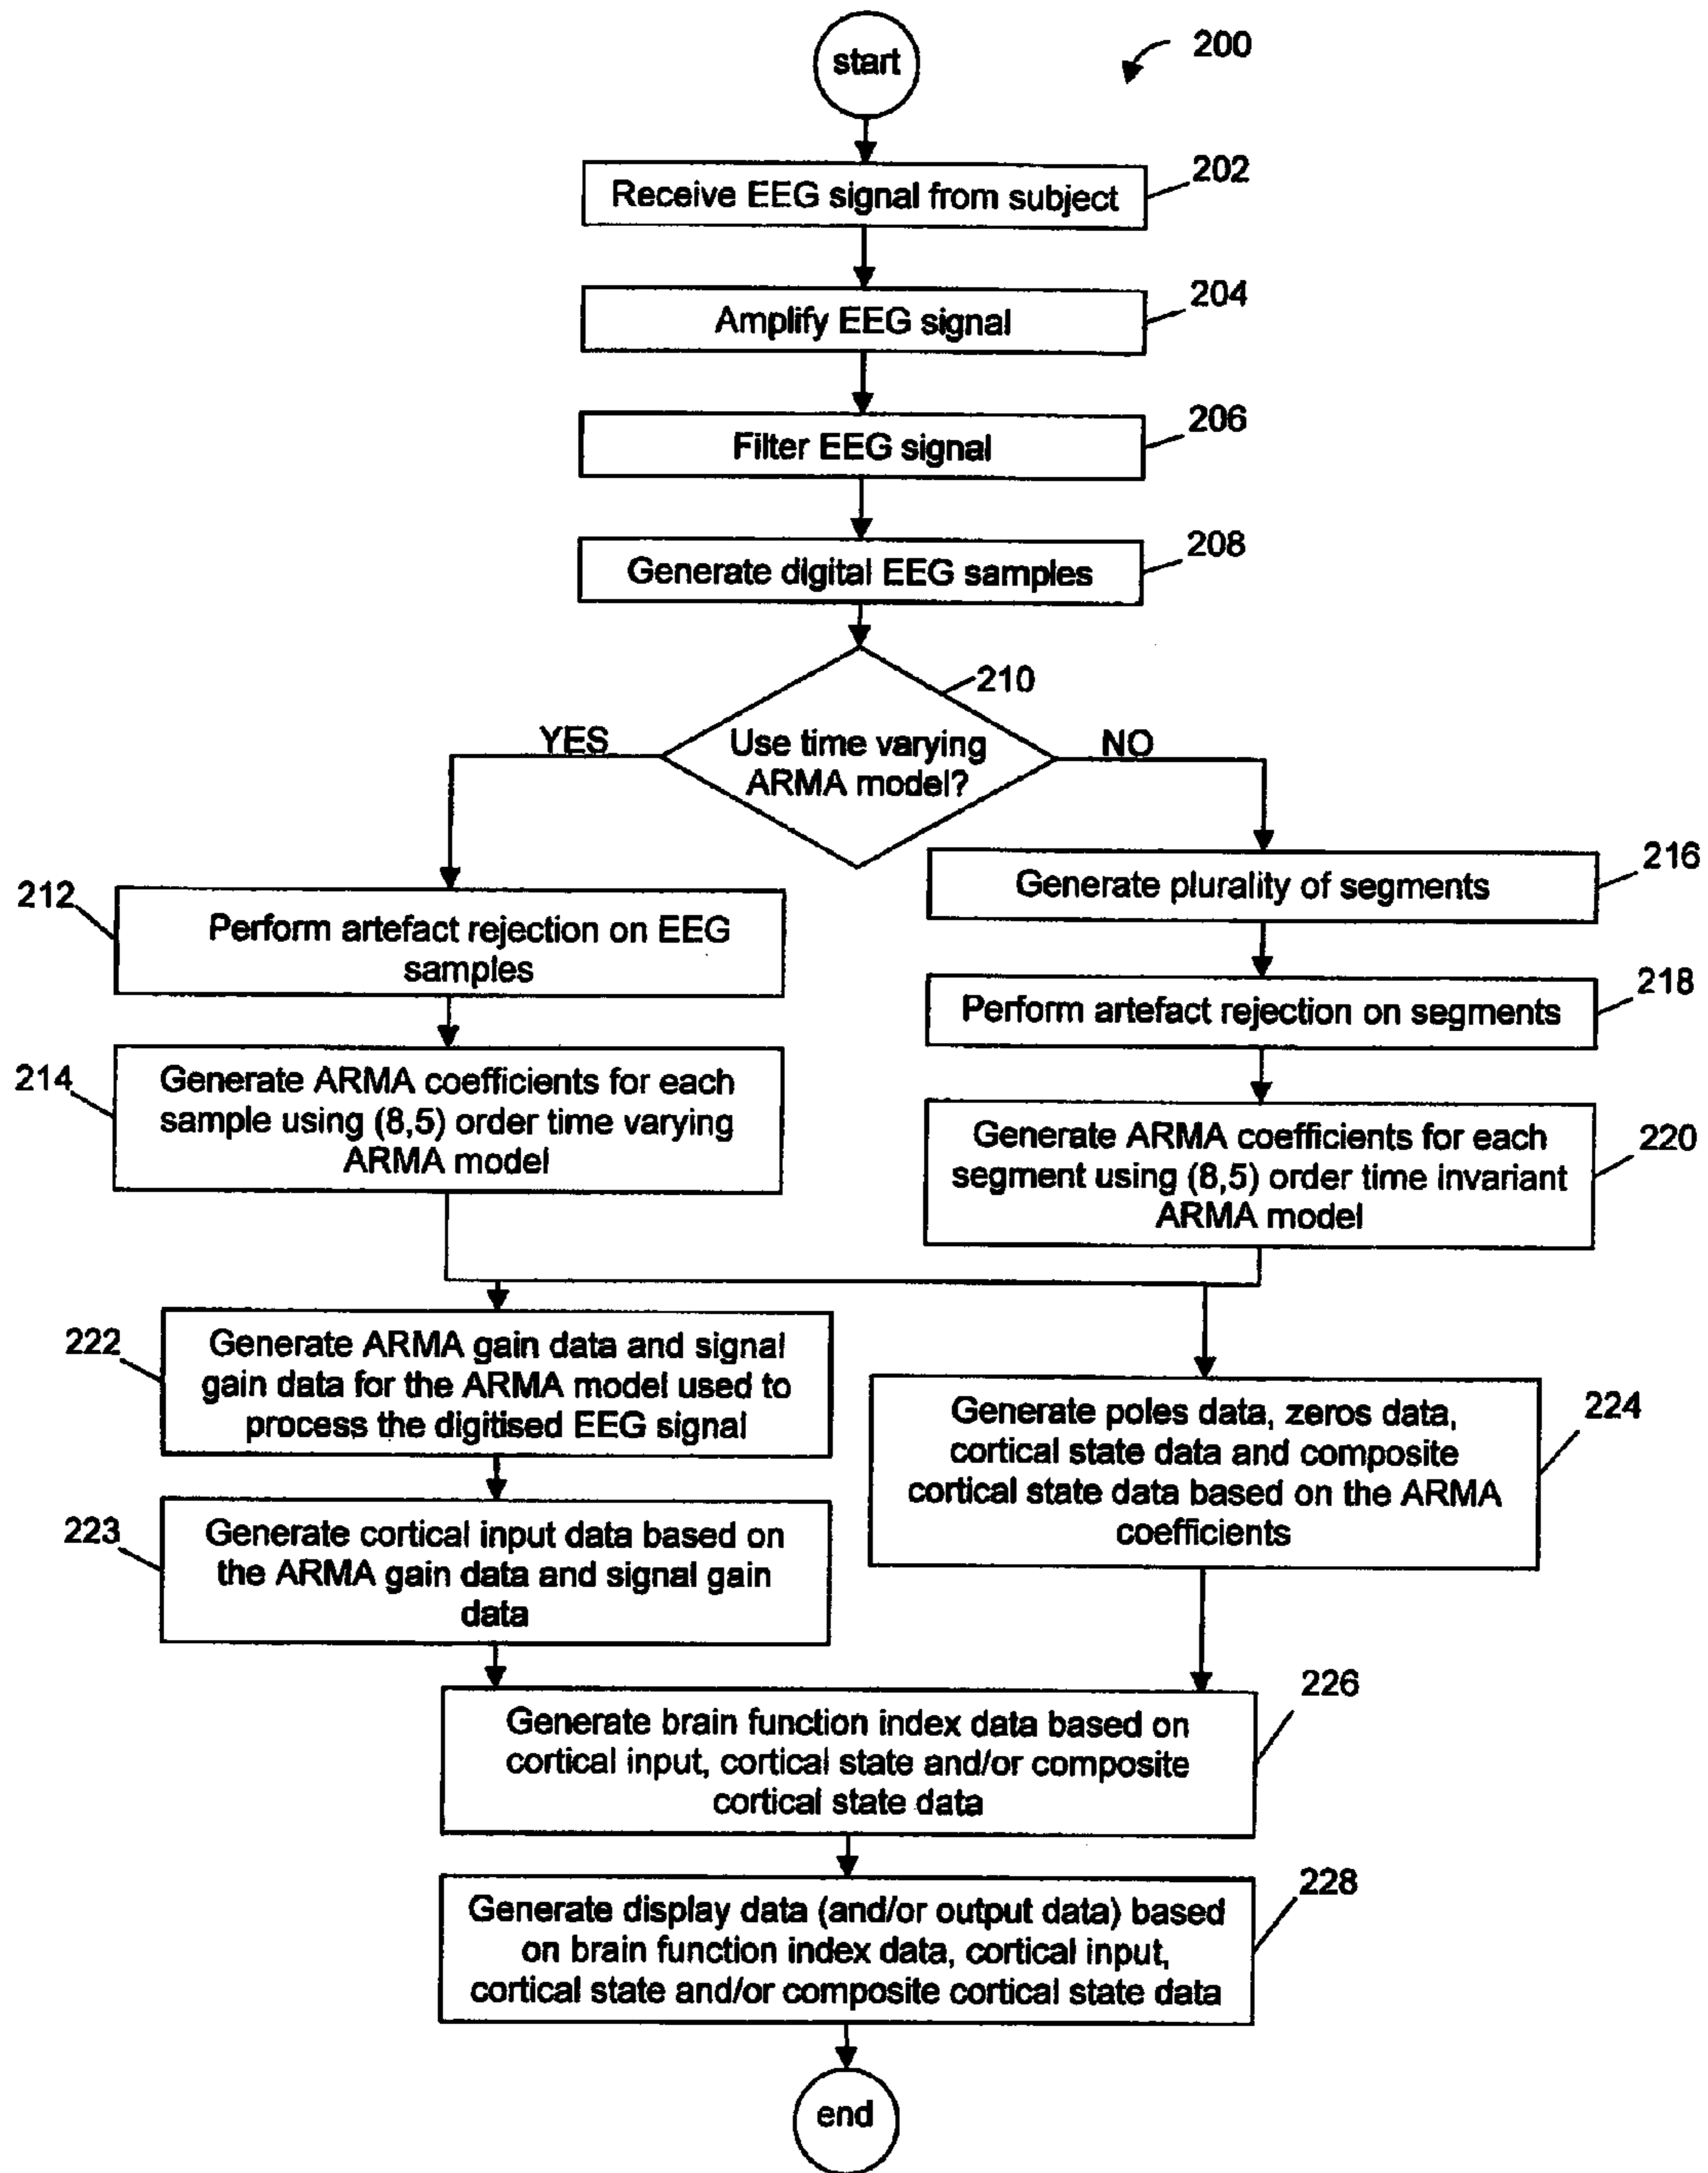 start
200
Receive EEG signal from subject
202
Amplify EEG signal
204
Filter EEG signal
206
Generate digital EEG samples
208
210
Use time varying
ARMA model?
YES
NO
212
Perform artefact rejection on EEG
samples
214
Generate ARMA coefficients for each
sample using (8,5) order time varying
ARMA model
Generate plurality of segments
216
Perform artefact rejection on segments
218
Generate ARMA coefficients for each
segment using (8,5) order time invariant
ARMA model
220
222
Generate ARMA gain data and signal
gain data for the ARMA model used to
process the digitised EEG signal
223
Generate cortical input data based on
the ARMA gain data and signal gain
data
Generate poles data, zeros data,
cortical state data and composite
cortical state data based on the ARMA
coefficients
224
Generate brain function index data based on
cortical input, cortical state and/or composite
cortical state data
226
Generate display data (and/or output data) based
on brain function index data, cortical input,
cortical state and/or composite cortical state data
228
end